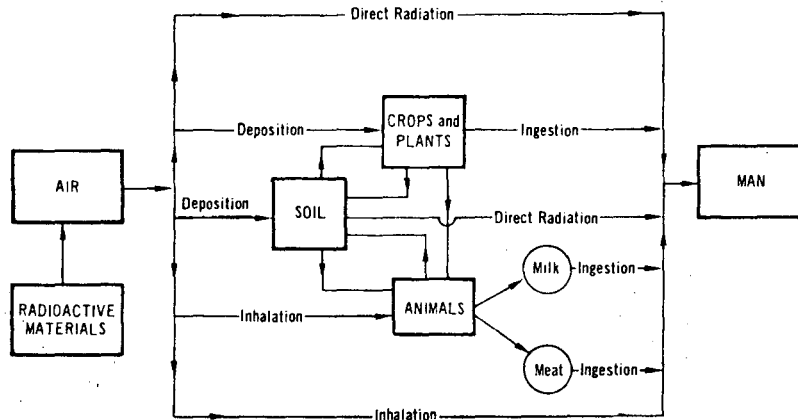 Direct Radiation
CROPS and
PLANTS
Deposition
Ingestion
AIR
MAN
Deposition
SOIL
Direct Radiation
Milk
Ingestion
RADIOACTIVE
MATERIALS
ANIMALS
Inhalation
Meat
Ingestion
Inhalation